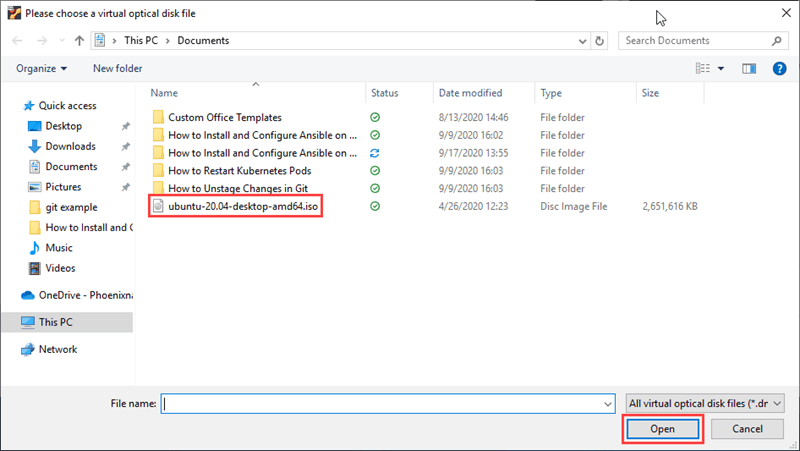 Please choose a virtual optical disk file
This PC > Documents
Search Documents
Organize
New folder
Name Status Date modified Type Size
Quick access
Desktop
Downloads
Documents
Pictures
git example
How to Install and C
Music
Videos
OneDrive - Phoenixna
This PC
Network
Custom Office Templates 8/13/2020 14:46 File folder
How to Install and Configure Ansible on ... 9/9/2020 16:02 File folder
How to Install and Configure Ansible on ... 9/17/2020 13:55 File folder
How to Restart Kubernetes Pods 9/9/2020 16:03 File folder
How to Unstage Changes in Git 9/9/2020 16:03 File folder
ubuntu-20.04-desktop-amd64.iso 4/26/2020 12:23 Disc Image File 2,651,616 KB
File name:
All virtual optical disk files (*.dr
Open
Cancel